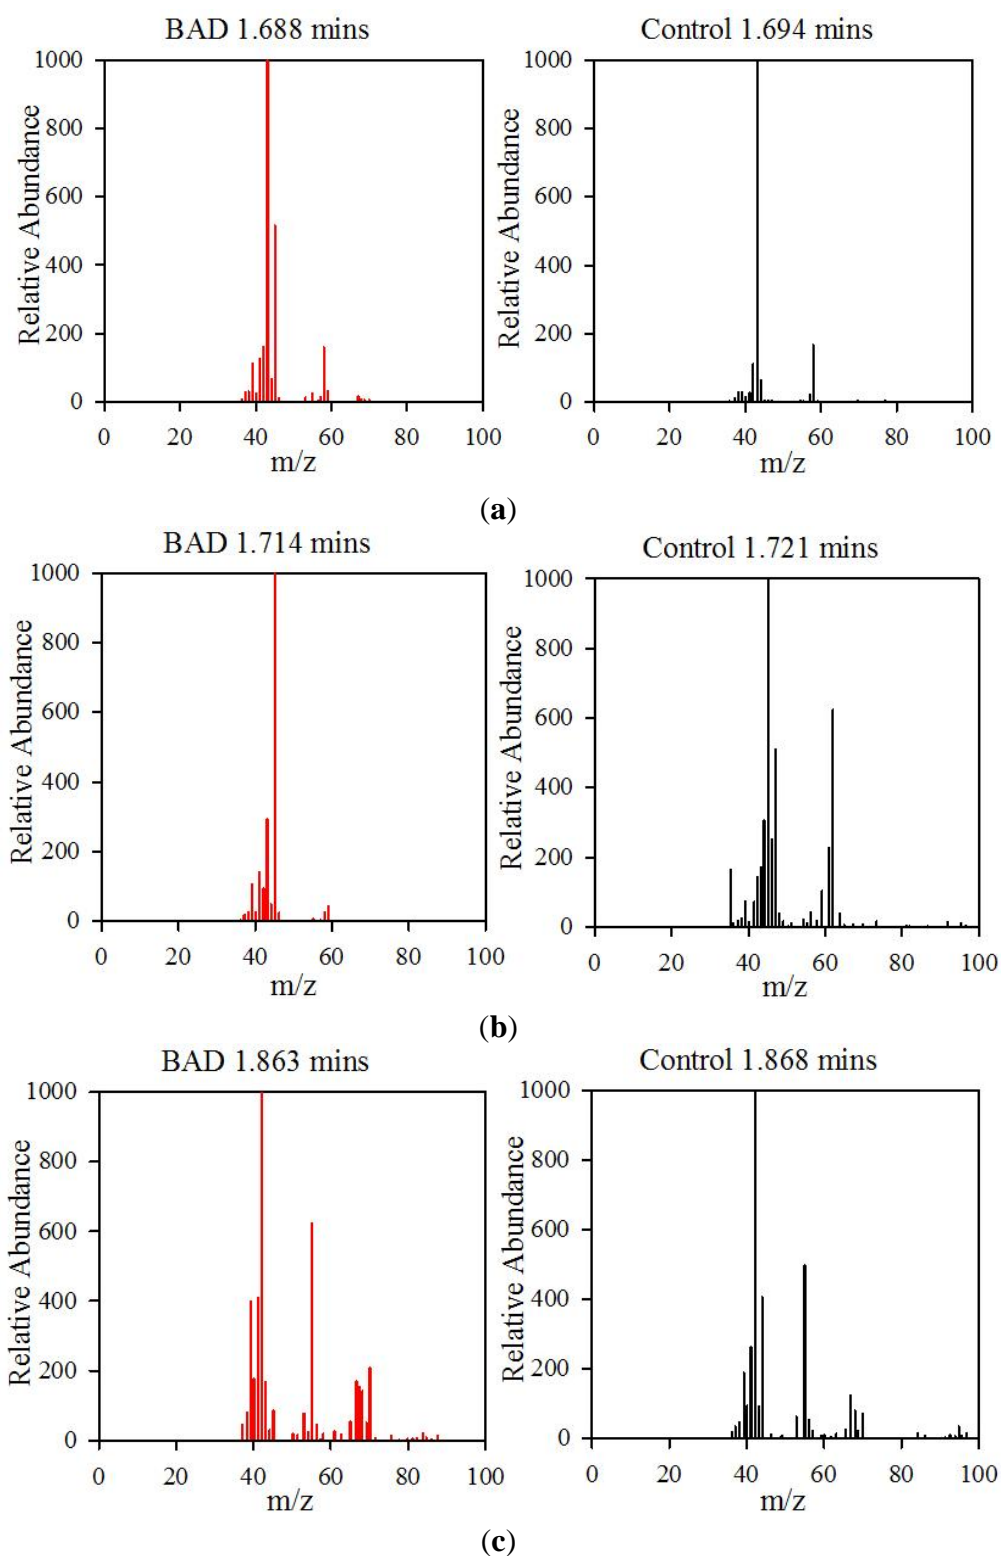 BAD 1.688 mins Control 1.694 mins
1000 1000
800 800
600 600
400 400
200 200
0 0
Relative Abundance Relative Abundance
0 20 40 60 80 100 0 20 40 60 80 100
m/z m/z
(a)
BAD 1.714 mins Control 1.721 mins
1000 1000
800 800
600 600
400 400
200 200
0 0
Relative Abundance Relative Abundance
0 20 40 60 80 100 0 20 40 60 80 100
m/z m/z
(b)
BAD 1.863 mins Control 1.868 mins
1000 1000
800 800
600 600
400 400
200 200
0 0
Relative Abundance Relative Abundance
0 20 40 60 80 100 0 20 40 60 80 100
m/z m/z
(c)